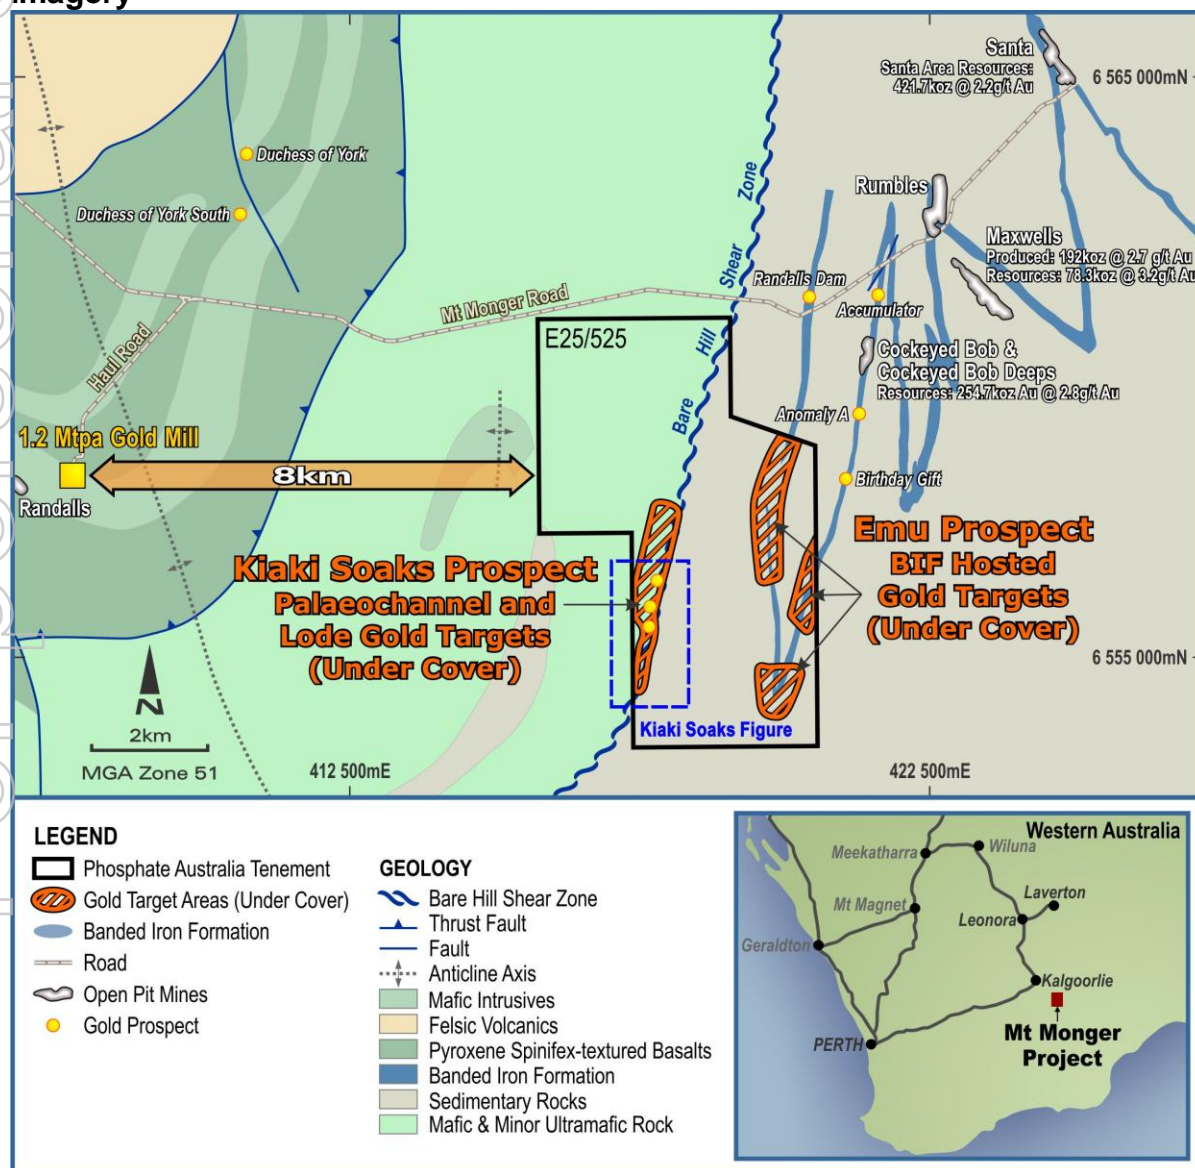 imagery
Santa
Santa Area Resources:
421.7koz @ 2.2g/t Au
6 565 000mN
Duchess of York
Duchess of York South
Rumbles
Maxwells
Produced: 192koz @ 2.7 g/t Au
Resources: 78.3koz @ 3.2g/t Au
Bare Hill Shear Zone
Randalls Dam
Accumulator
Mt Monger Road
Haul Road
E25/525
Cockeyed Bob &
Cockeyed Bob Deeps
Resources: 254.7koz Au @ 2.8g/t Au
Anomaly A
1.2 Mtpa Gold Mill
8km
Birthday Gift
Randalls
Kiaki Soaks Prospect
Palaeochannel and
Lode Gold Targets
(Under Cover)
Emu Prospect
BIF Hosted
Gold Targets
(Under Cover)
6 555 000mN
N
2km
MGA Zone 51
Kiaki Soaks Figure
412 500mE
422 500mE
LEGEND
Phosphate Australia Tenement
Gold Target Areas (Under Cover)
Banded Iron Formation
Road
Open Pit Mines
Gold Prospect
GEOLOGY
Bare Hill Shear Zone
Thrust Fault
Fault
Anticline Axis
Mafic Intrusives
Felsic Volcanics
Pyroxene Spinifex-textured Basalts
Banded Iron Formation
Sedimentary Rocks
Mafic & Minor Ultramafic Rock
Western Australia
Meekatharra
Wiluna
Mt Magnet
Laverton
Leonora
Geraldton
Kalgoorlie
PERTH
Mt Monger
Project